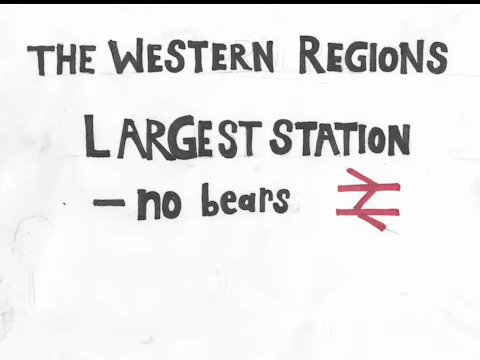 THE WESTERN REGIONS
LARGEST STATION
– no bears